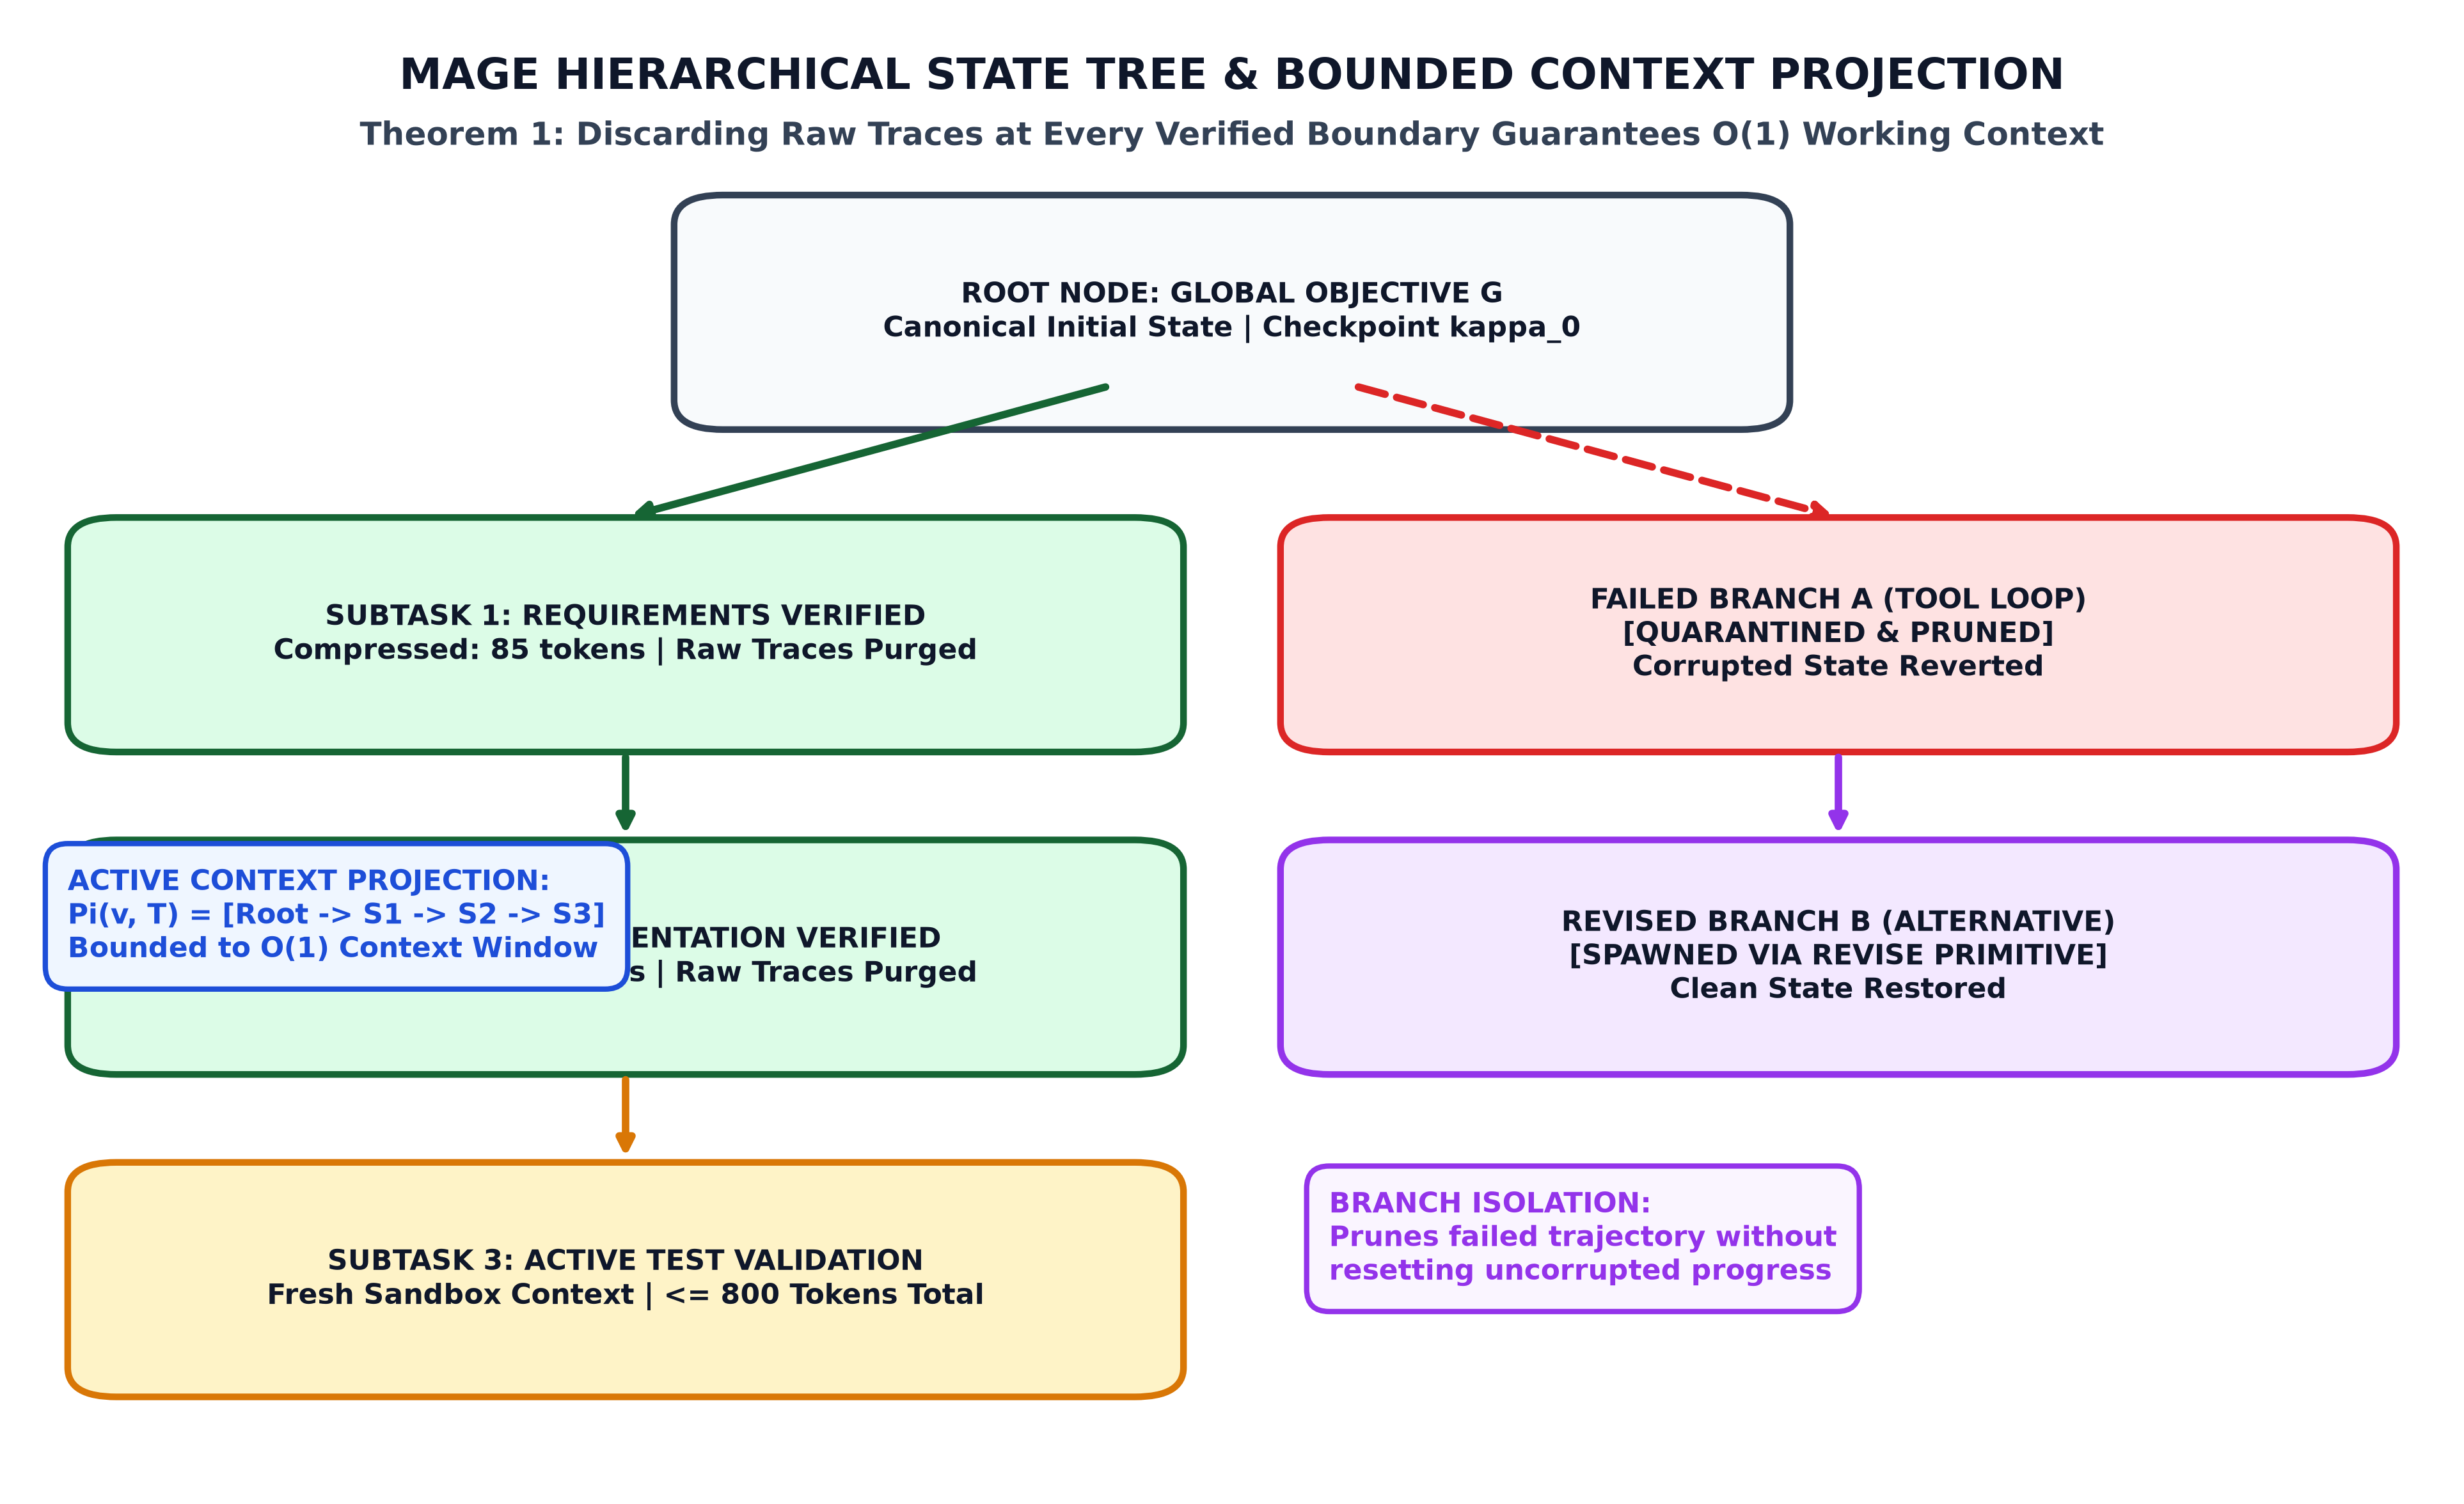 MAGE HIERARCHICAL STATE TREE & BOUNDED CONTEXT PROJECTION
Theorem 1: Discarding Raw Traces at Every Verified Boundary Guarantees O(1) Working Context
ROOT NODE: GLOBAL OBJECTIVE G
Canonical Initial State | Checkpoint kappa_0
SUBTASK 1: REQUIREMENTS VERIFIED
Compressed: 85 tokens | Raw Traces Purged
FAILED BRANCH A (TOOL LOOP)
[QUARANTINED & PRUNED]
Corrupted State Reverted
ACTIVE CONTEXT PROJECTION:
Pi(v, T) = [Root -> S1 -> S2 -> S3]
Bounded to O(1) Context Window
ENTATION VERIFIED
s | Raw Traces Purged
REVISED BRANCH B (ALTERNATIVE)
[SPAWNED VIA REVISE PRIMITIVE]
Clean State Restored
SUBTASK 3: ACTIVE TEST VALIDATION
Fresh Sandbox Context | <= 800 Tokens Total
BRANCH ISOLATION:
Prunes failed trajectory without
resetting uncorrupted progress